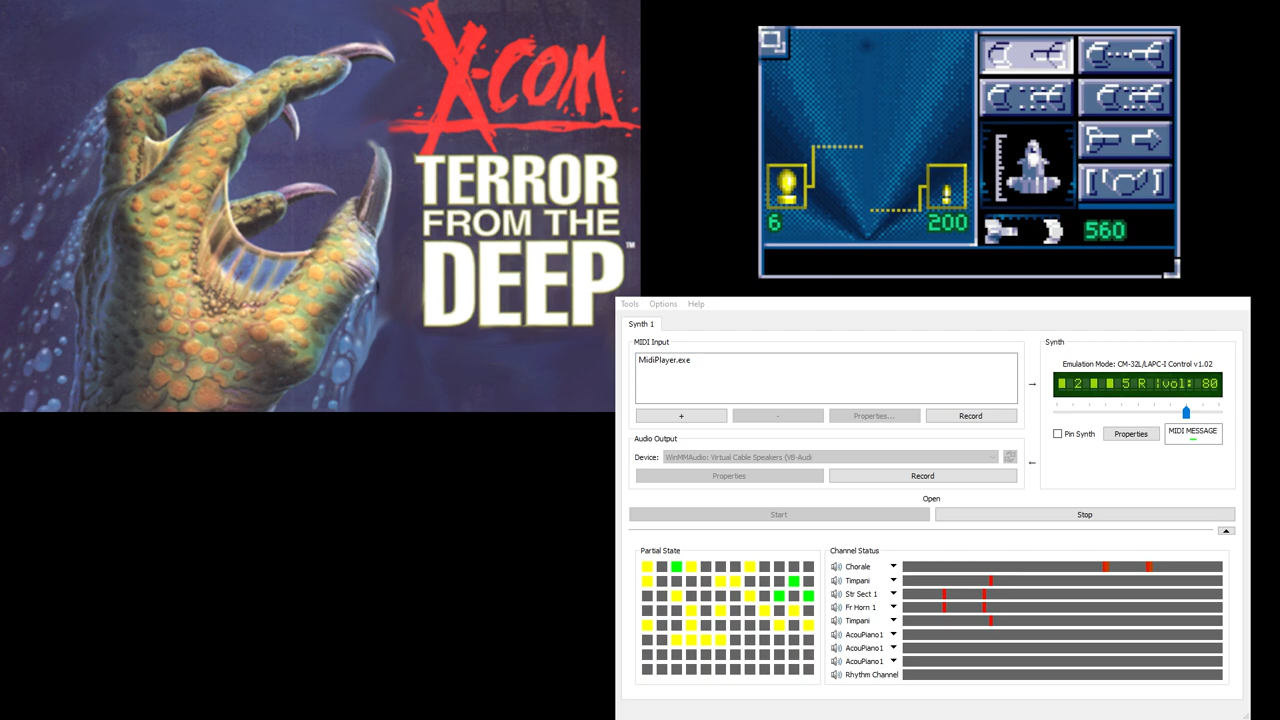 X-COM
TERROR
FROM THE
DEEP™
6
200
560
Tools Options Help
Synth 1
MIDI Input
MidiPlayer.exe
+ - Properties... Record
Audio Output
Device: WinMMAudio: Virtual Cable Speakers (VB-Audi
Properties Record
Synth
Emulation Mode: CM-32L/LAPC-I Control v1.02
2 5 R |vol: 80
Pin Synth Properties MIDI MESSAGE
Open
Start Stop
Partial State
Channel Status
Chorale
Timpani
Str Sect 1
Fr Horn 1
Timpani
AcouPiano1
AcouPiano1
AcouPiano1
Rhythm Channel